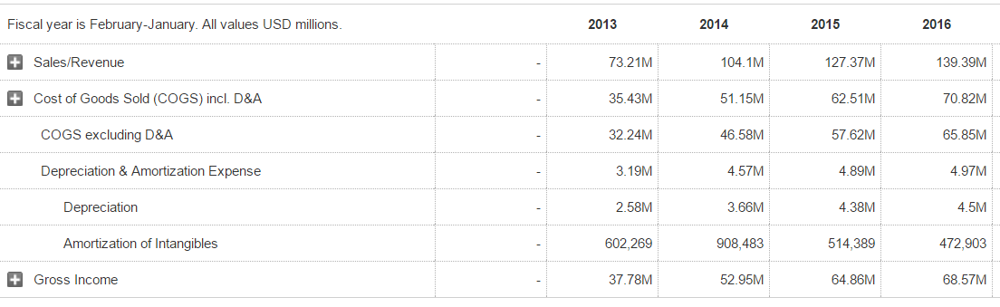 Fiscal year is February-January. All values USD millions. 2013 2014 2015 2016
Sales/Revenue - 73.21M 104.1M 127.37M 139.39M
Cost of Goods Sold (COGS) incl. D&A - 35.43M 51.15M 62.51M 70.82M
COGS excluding D&A - 32.24M 46.58M 57.62M 65.85M
Depreciation & Amortization Expense - 3.19M 4.57M 4.89M 4.97M
Depreciation - 2.58M 3.66M 4.38M 4.5M
Amortization of Intangibles - 602,269 908,483 514,389 472,903
Gross Income - 37.78M 52.95M 64.86M 68.57M